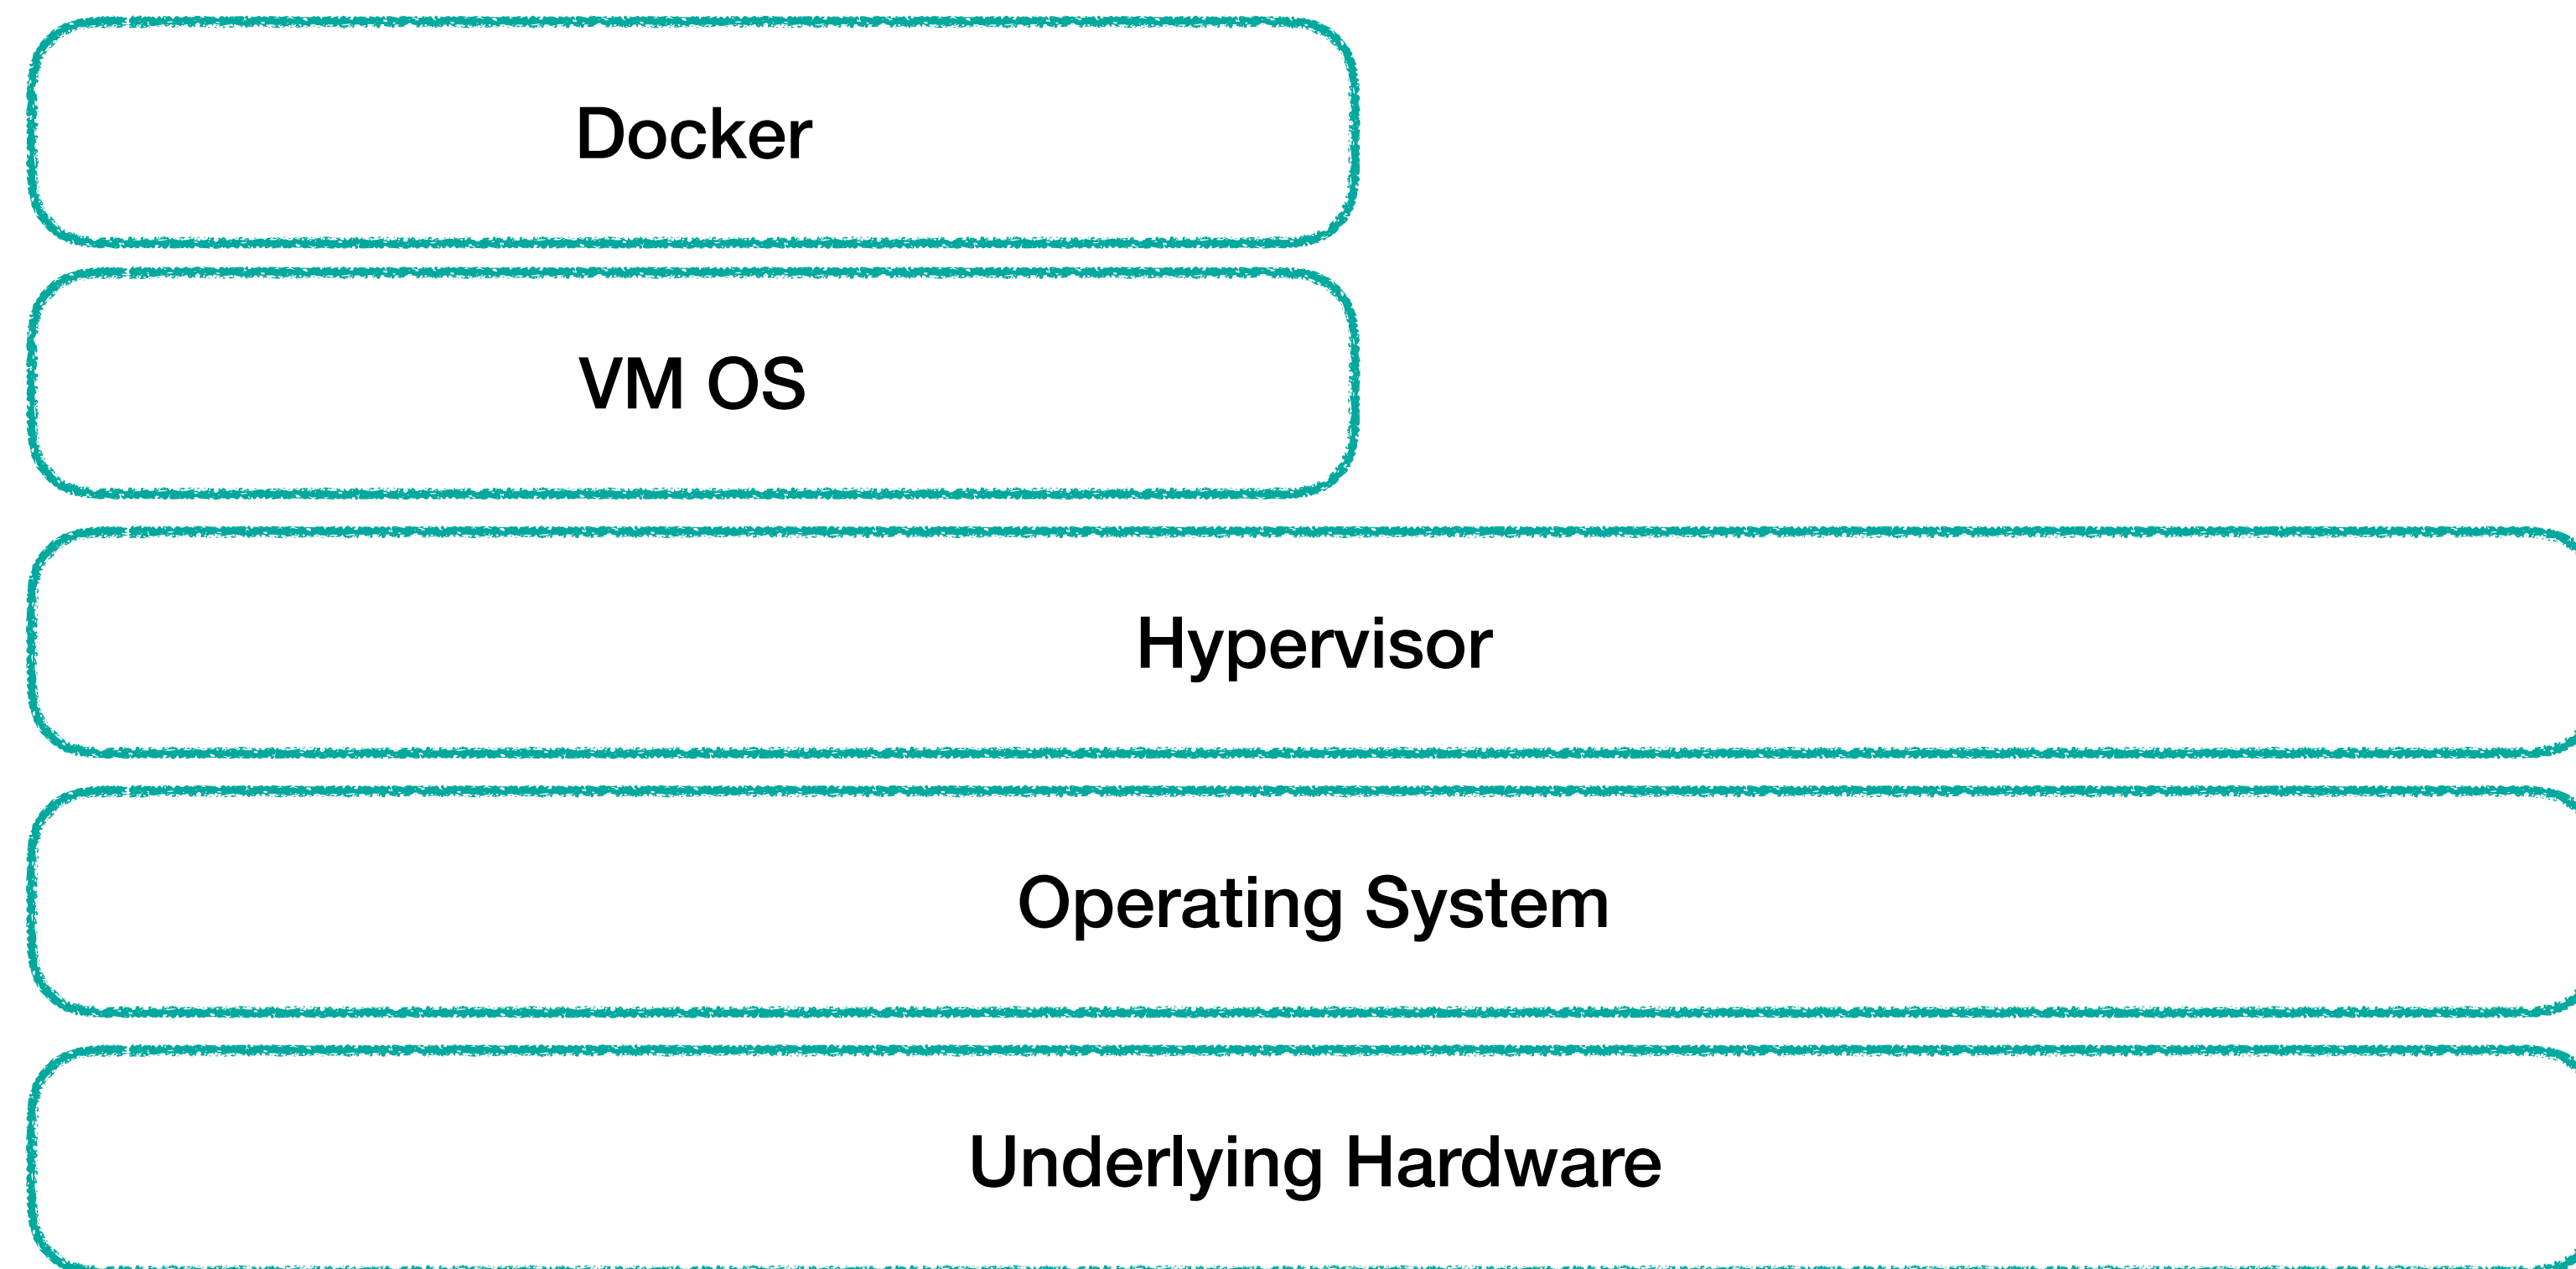 Docker
VM OS
Hypervisor
Operating System
Underlying Hardware